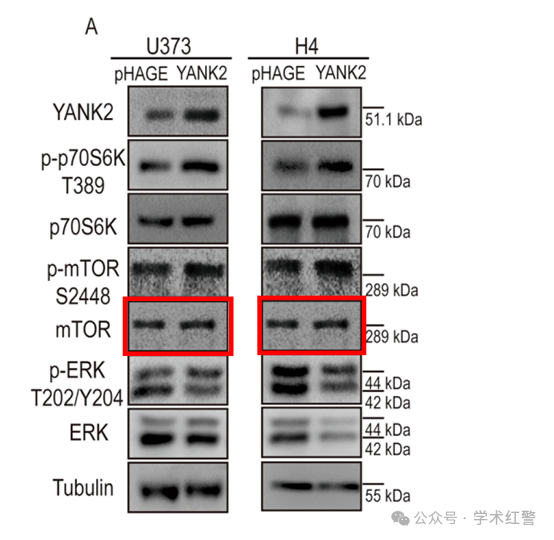 A
U373 H4
pHAGE YANK2 pHAGE YANK2
YANK2 51.1 kDa
p-p70S6K
T389 70 kDa
p70S6K 70 kDa
p-mTOR
S2448 289 kDa
mTOR 289 kDa
p-ERK 44 kDa
T202/Y204 42 kDa
ERK 44 kDa
42 kDa
Tubulin 55 kDa
公众号 · 学术红警